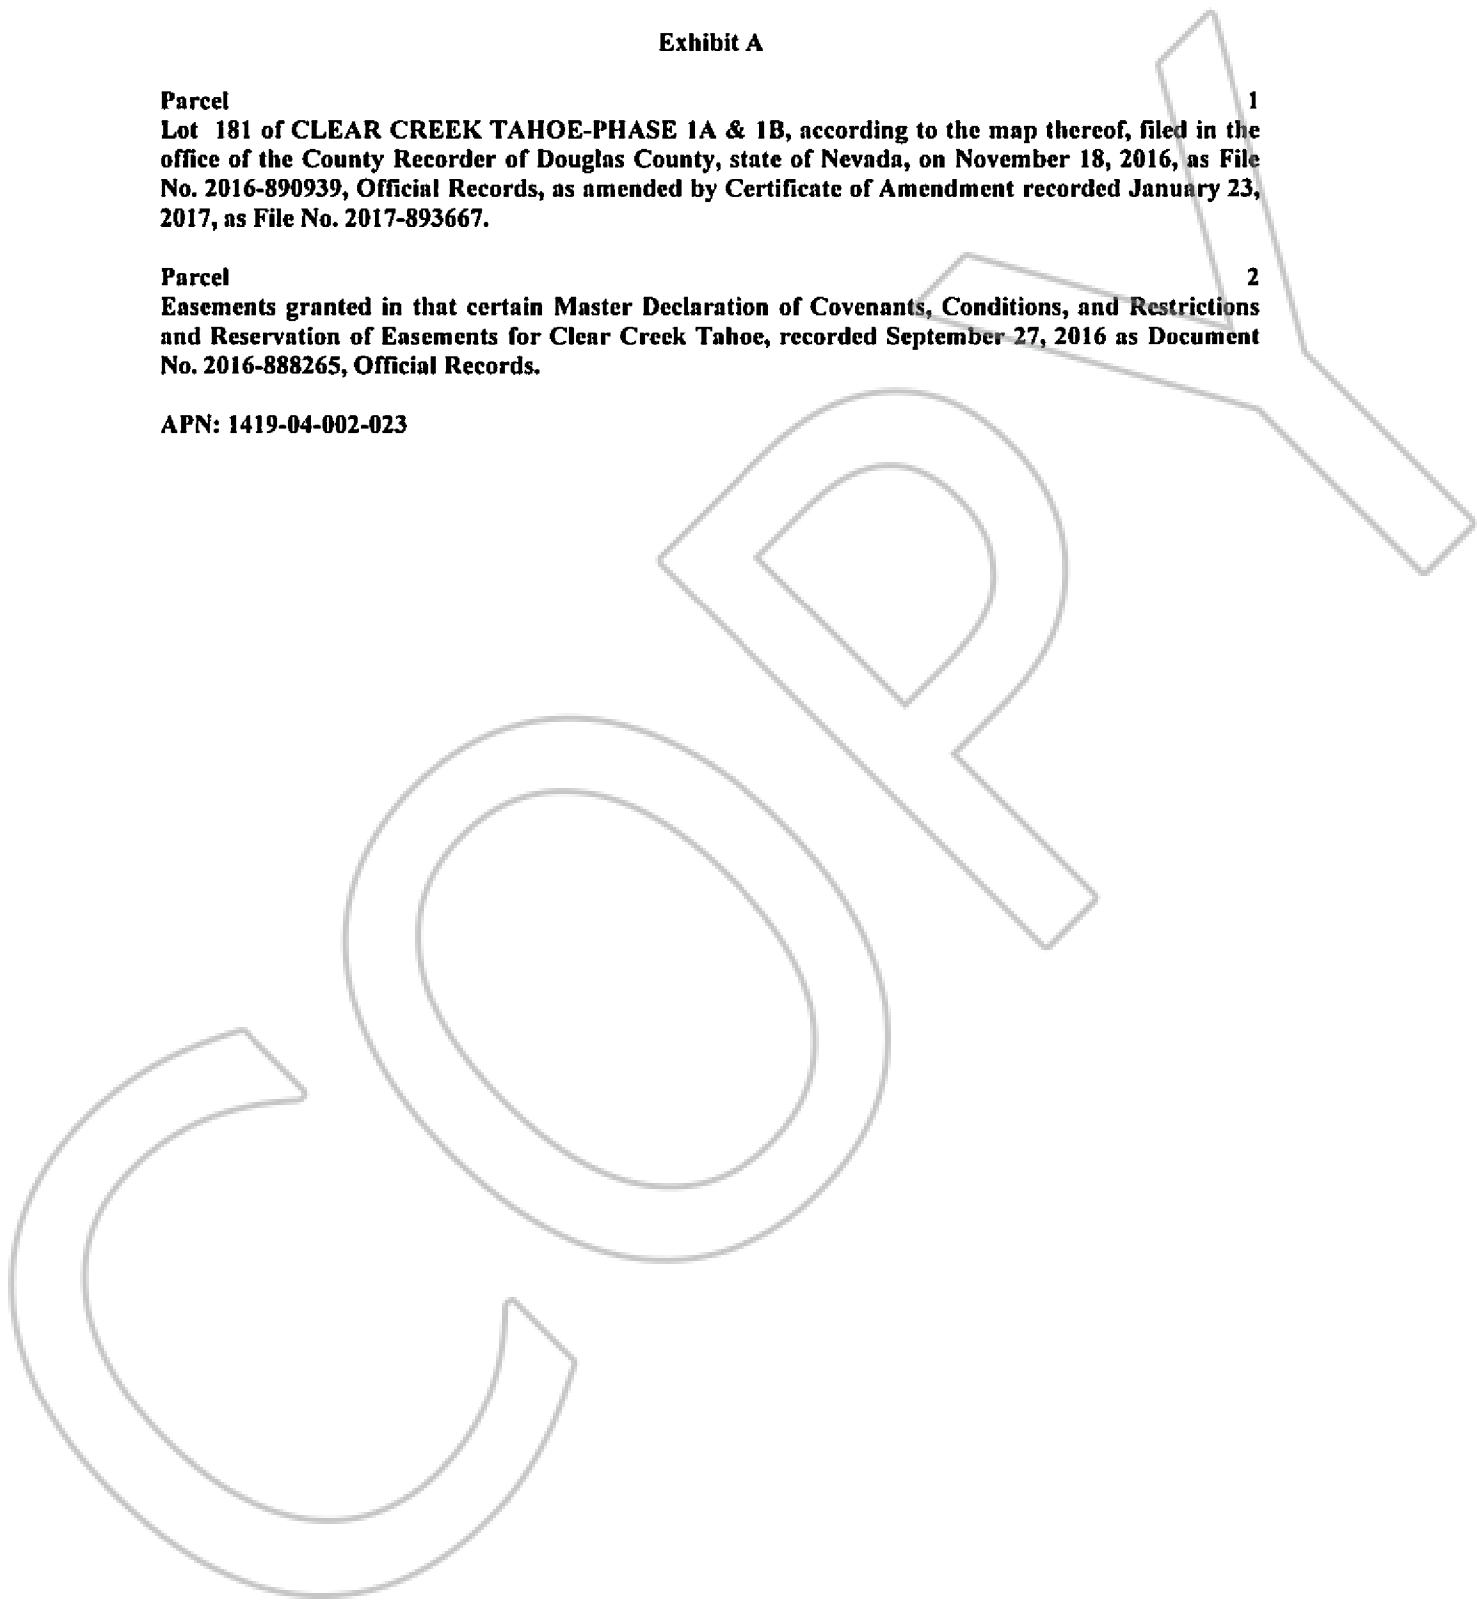 Exhibit A
Parcel 1
Lot 181 of CLEAR CREEK TAHOE-PHASE 1A & 1B, according to the map thereof, filed in the
office of the County Recorder of Douglas County, state of Nevada, on November 18, 2016, as File
No. 2016-890939, Official Records, as amended by Certificate of Amendment recorded January 23,
2017, as File No. 2017-893667.
Parcel 2
Easements granted in that certain Master Declaration of Covenants, Conditions, and Restrictions
and Reservation of Easements for Clear Creek Tahoe, recorded September 27, 2016 as Document
No. 2016-888265, Official Records.
APN: 1419-04-002-023
COPY